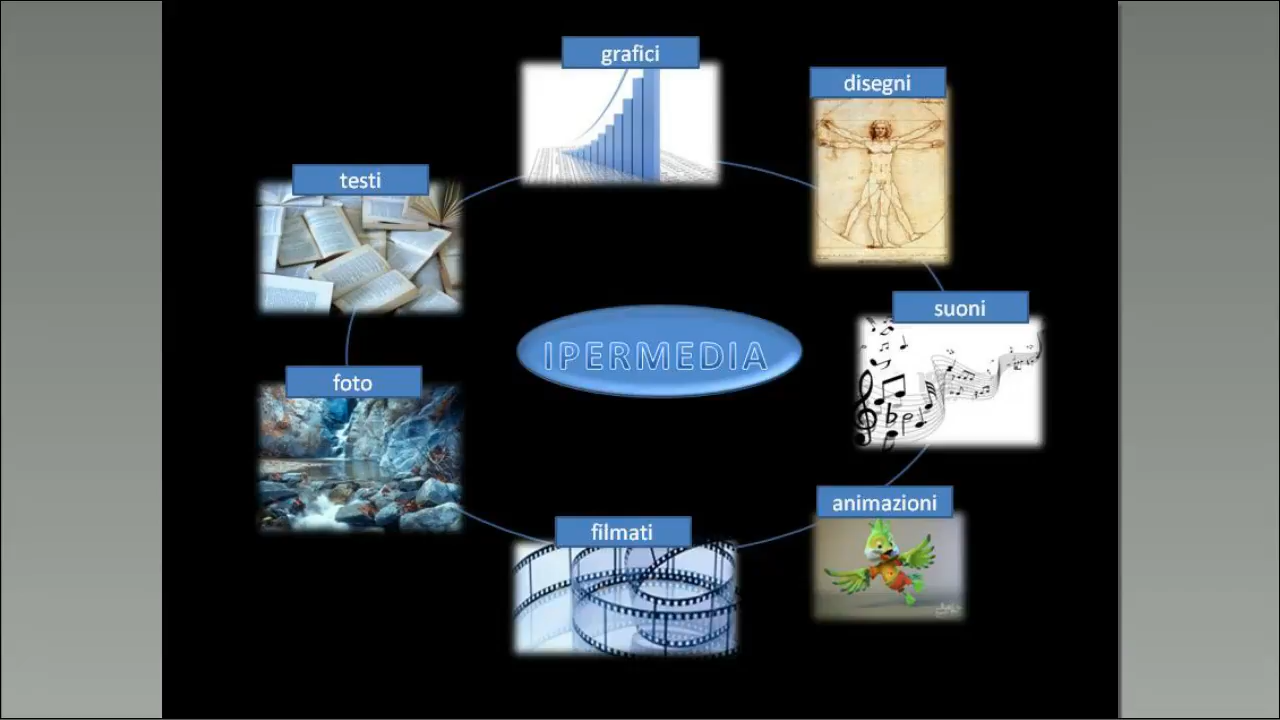 grafici
disegni
testi
suoni
IPERMEDIA
foto
animazioni
filmati